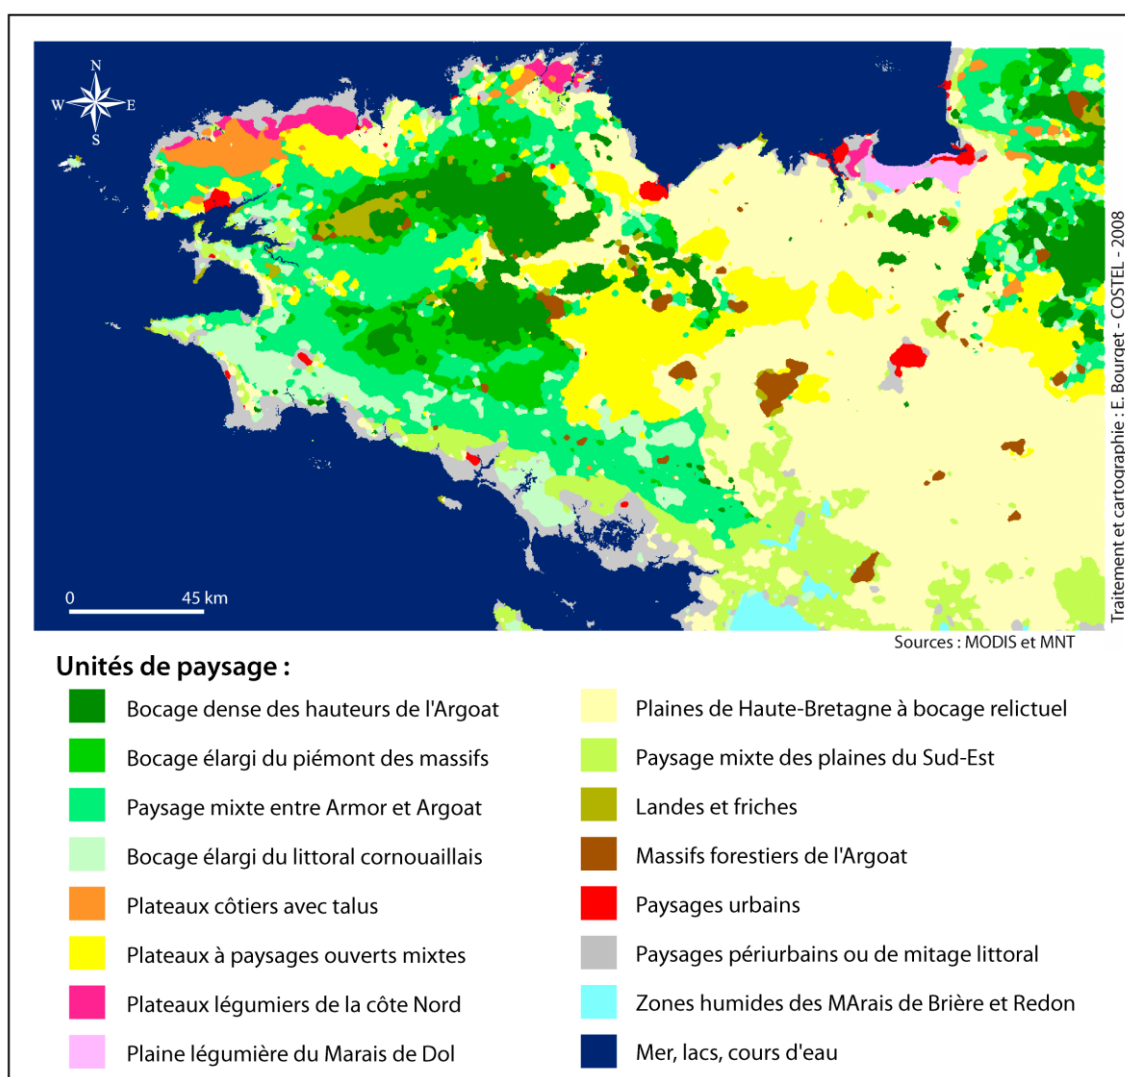 N
W E
S
0 45 km
Traitement et cartographie : E. Bourget - COSTEL - 2008
Sources : MODIS et MNT
Unités de paysage :
Bocage dense des hauteurs de l'Argoat
Bocage élargi du piémont des massifs
Paysage mixte entre Armor et Argoat
Bocage élargi du littoral cornouaillais
Plateaux côtiers avec talus
Plateaux à paysages ouverts mixtes
Plateaux légumiers de la côte Nord
Plaine légumière du Marais de Dol
Plaines de Haute-Bretagne à bocage relictuel
Paysage mixte des plaines du Sud-Est
Landes et friches
Massifs forestiers de l'Argoat
Paysages urbains
Paysages périurbains ou de mitage littoral
Zones humides des MArais de Brière et Redon
Mer, lacs, cours d'eau